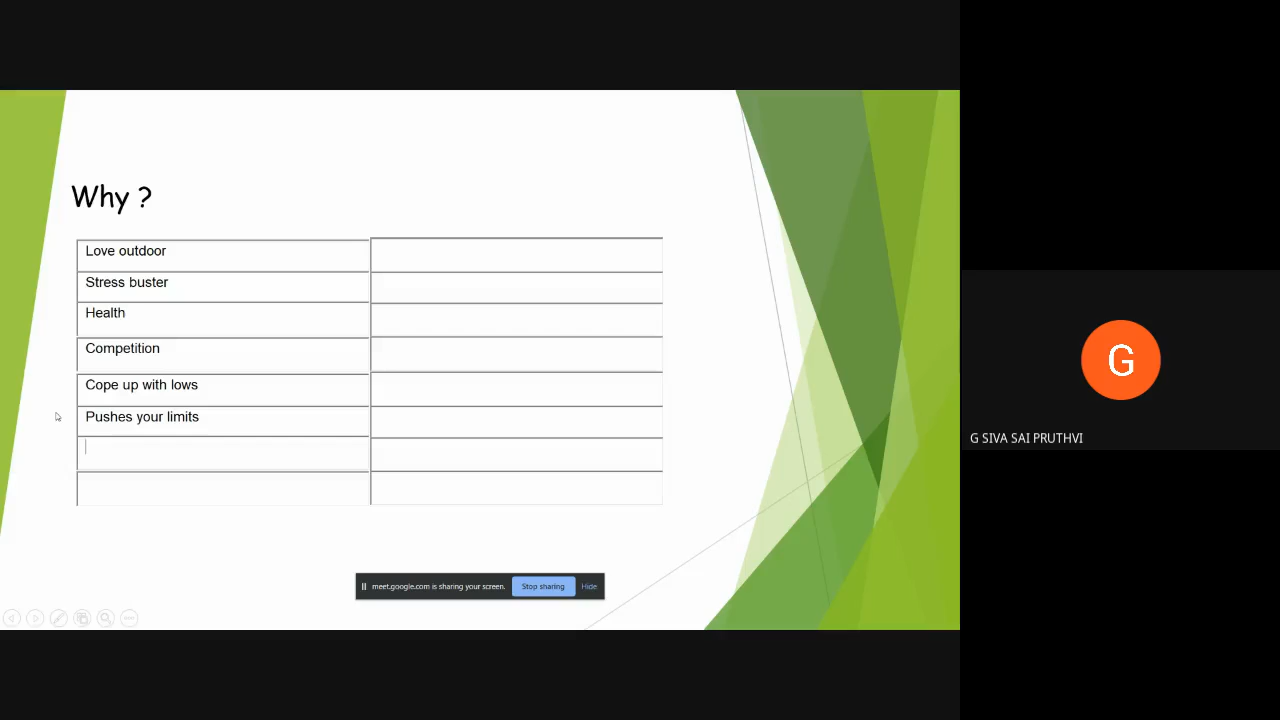 Why ?
Love outdoor
Stress buster
Health
Competition
Cope up with lows
Pushes your limits
meet.google.com is sharing your screen. Stop sharing Hide
G
G SIVA SAI PRUTHVI